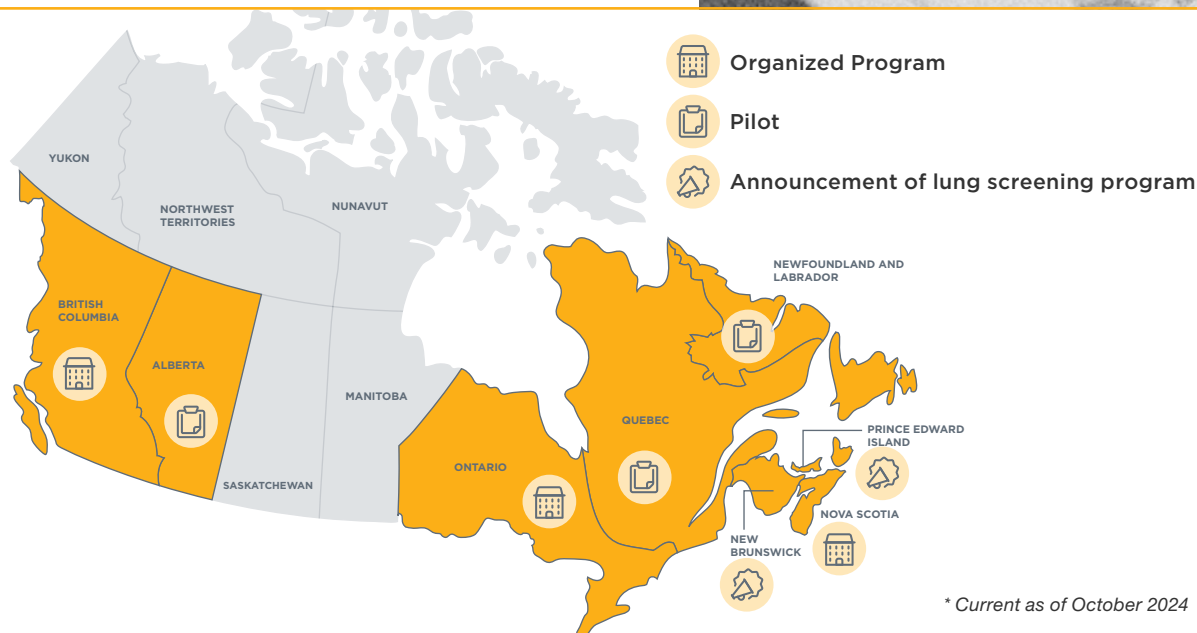 Organized Program
Pilot
Announcement of lung screening program
YUKON
NORTHWEST
TERRITORIES
NUNAVUT
NEWFOUNDLAND AND
LABRADOR
BRITISH
COLUMBIA
ALBERTA
MANITOBA
SASKATCHEWAN
ONTARIO
QUEBEC
PRINCE EDWARD
ISLAND
NOVA SCOTIA
NEW
BRUNSWICK
* Current as of October 2024